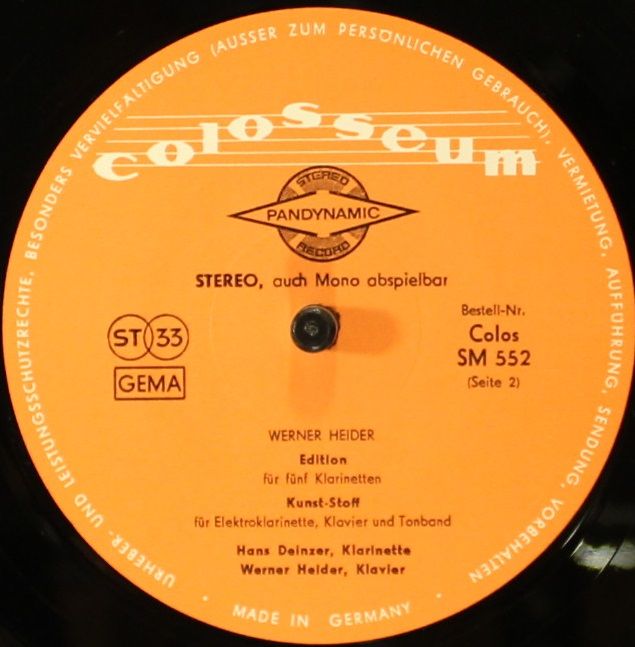 URHEBER- UND LEISTUNGSSCHUTZRECHTE, BESONDERS VERVIELFÄLTIGUNG (AUSSER ZUM PERSÖNLICHEN GEBRAUCH), VERMIETUNG, AUFFÜHRUNG, SENDUNG, VORBEHALTEN
colosseum
STEREO
PANDYNAMIC
RECORD
STEREO, auch Mono abspielbar
ST 33
GEMA
Bestell-Nr.
Colos
SM 552
(Seite 2)
WERNER HEIDER
Edition
für fünf Klarinetten
Kunst-Stoff
für Elektroklarinette, Klavier und Tonband
Hans Deinzer, Klarinette
Werner Heider, Klavier
• MADE IN GERMANY •